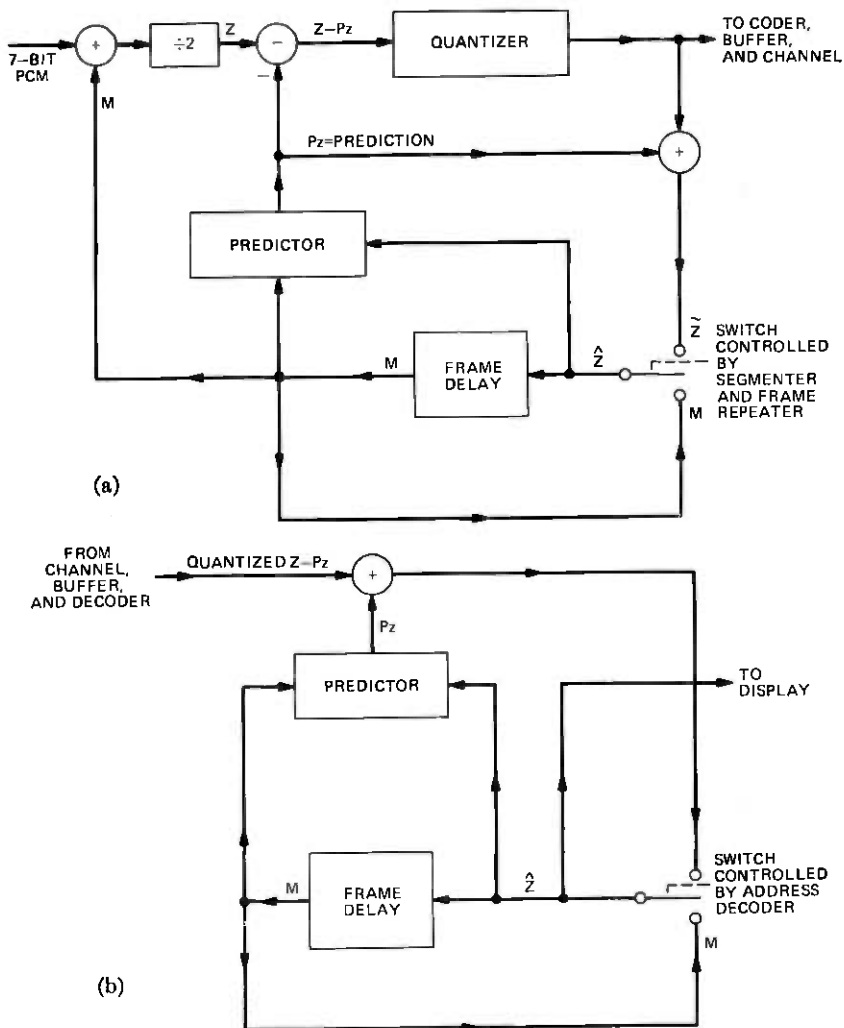 7-BIT
PCM
+
÷2
Z
−
−
Z−Pz
QUANTIZER
TO CODER,
BUFFER,
AND CHANNEL
M
Pz=PREDICTION
+
PREDICTOR
Z̃
SWITCH
CONTROLLED
BY
SEGMENTER
AND FRAME
REPEATER
M
FRAME
DELAY
Ẑ
M
(a)
FROM
CHANNEL,
BUFFER,
AND DECODER
QUANTIZED Z−Pz
+
Pz
PREDICTOR
TO
DISPLAY
M
FRAME
DELAY
Ẑ
SWITCH
CONTROLLED
BY ADDRESS
DECODER
M
(b)